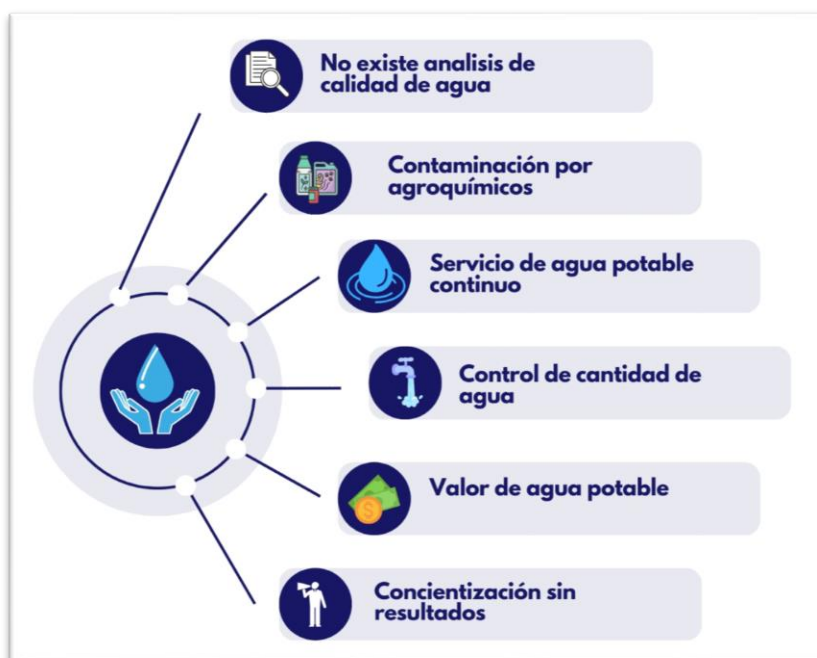 No existe analisis de
calidad de agua
Contaminación por
agroquímicos
Servicio de agua potable
continuo
Control de cantidad de
agua
Valor de agua potable
Concientización sin
resultados